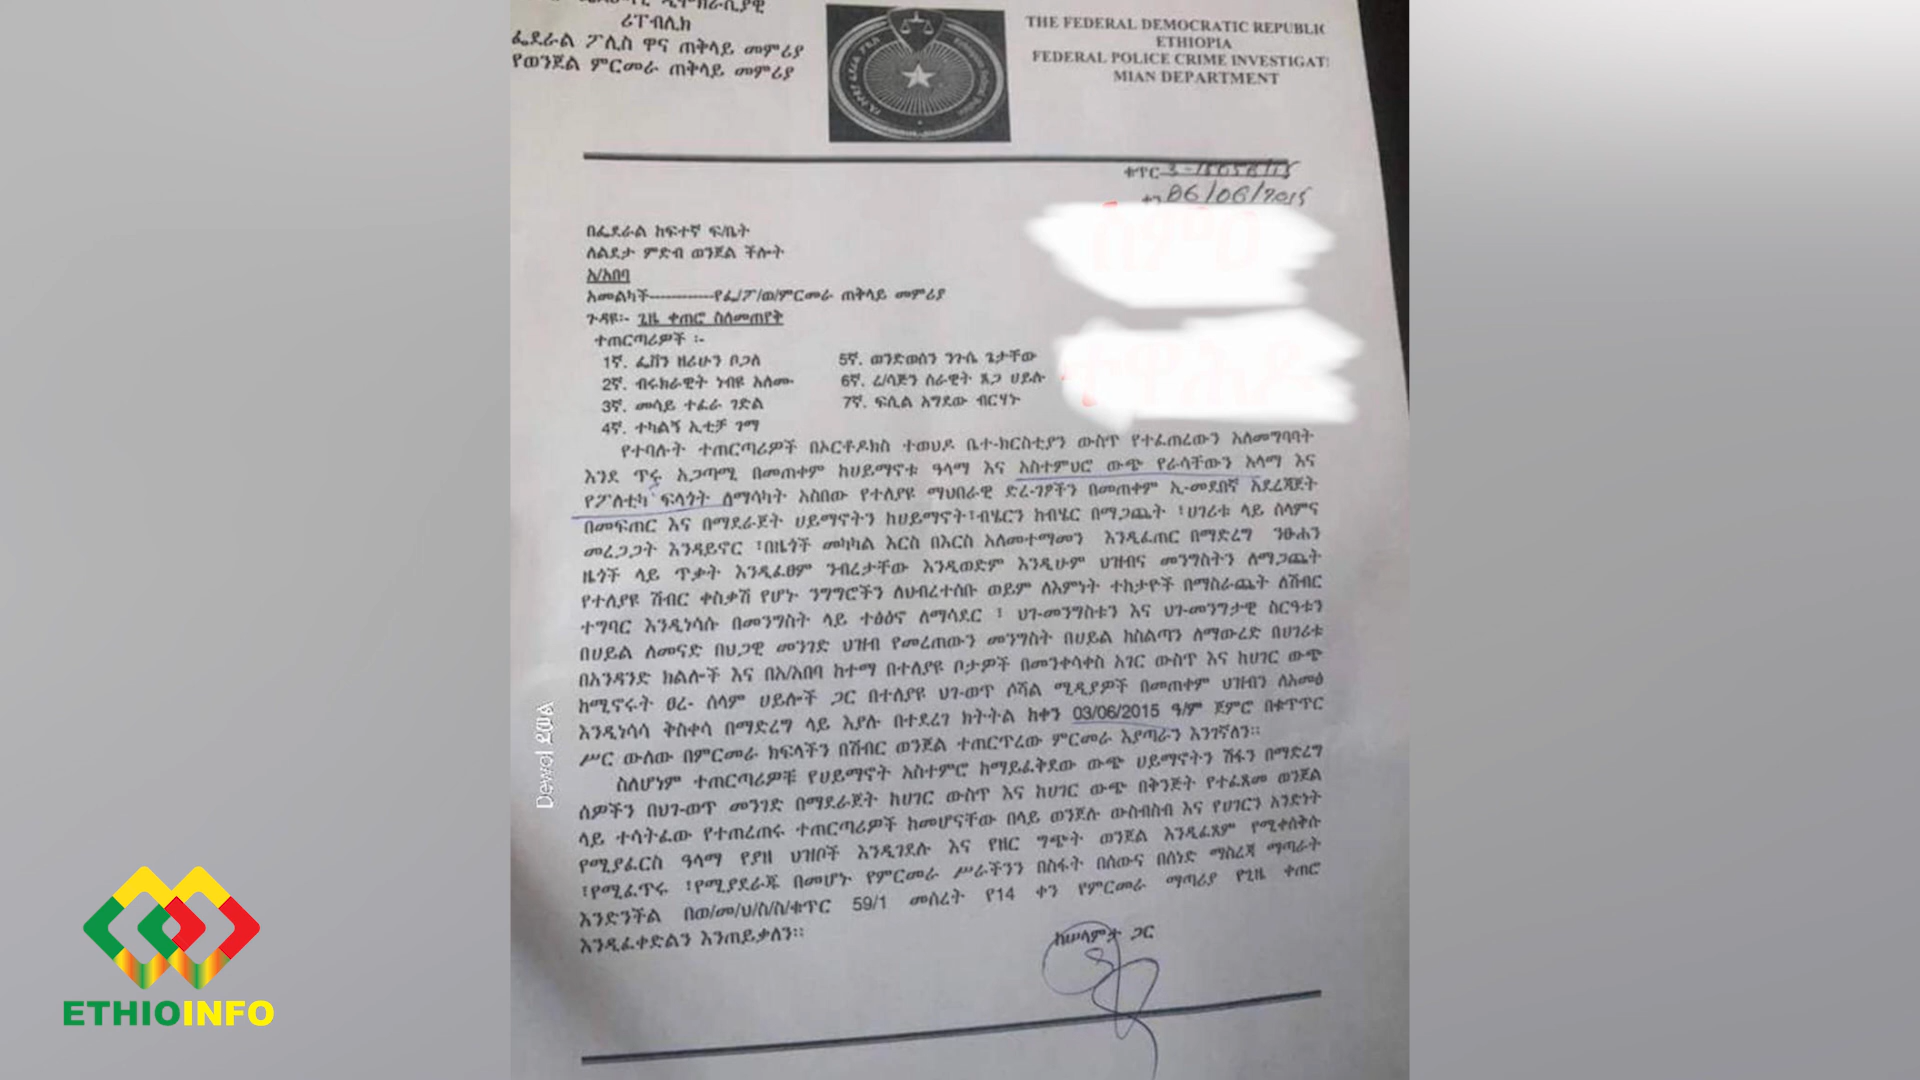 ሪፐብሊክ
ፌደራል ፖሊስ ዋና ጠቅላይ መምሪያ
የወንጀል ምርመራ ጠቅላይ መምሪያ
THE FEDERAL DEMOCRATIC REPUBLIC
ETHIOPIA
FEDERAL POLICE CRIME INVESTIGAT
MIAN DEPARTMENT
ቁጥር
ቀን 06/06/2015
በፌደራል ከፍተኛ ፍ/ቤት
ለልደታ ምድብ ወንጀል ችሎት
አ/አበባ
አመልካች------------የፌ/ፖ/ወ/ምርመራ ጠቅላይ መምሪያ
ጉዳዩ፡- ጊዜ ቀጠሮ ስለመጠየቅ
ተጠርጣሪዎች ፡-
1ኛ. ፌቨን ዘሪሁን ቦጋለ
2ኛ. ብሩክራዊት ነብዩ አለሙ
3ኛ. መሳይ ተፈራ ገድል
4ኛ. ተካልኝ ኢቲቻ ገማ
5ኛ. ወንድወሰን ንጉሴ ጌታቸው
6ኛ. ረ/ሳጅን ሰራዊት ጸጋ ሀይሉ
7ኛ. ፍሲል አግደው ብርሃኑ
የተባሉት ተጠርጣሪዎች በኦርቶዶክስ ተወህዶ ቤተ-ክርስቲያን ውስጥ የተፈጠረውን አለመግባባት
እንደ ጥሩ አጋጣሚ በመጠቀም ከሀይማኖቱ ዓላማ እና አስተምህሮ ውጭ የራሳቸውን አላማ እና
የፖለቲካ ፍላጎት ለማሳካት አስበው የተለያዩ ማህበራዊ ድረ-ገፆችን በመጠቀም ኢ-መደበኛ አደረጃጀት
በመፍጠር እና በማደራጀት ሀይማኖትን ከሀይማኖት፣ብሄርን ከብሄር በማጋጨት ፣ሀገሪቱ ላይ ሰላምና
መረጋጋት እንዳይኖር ፣በዜጎች መካካል እርስ በእርስ አለመተማመን እንዲፈጠር በማድረግ ንፁሐን
ዜጎች ላይ ጥቃት እንዲፈፀም ንብረታቸው እንዲወድም እንዲሁም ህዝብና መንግስትን ለማጋጨት
የተለያዩ ሽብር ቀስቃሽ የሆኑ ንግግሮችን ለህብረተሰቡ ወይም ለእምነት ተከታዮች በማሰራጨት ለሽብር
ተግባር እንዲነሳሱ በመንግስት ላይ ተፅዕኖ ለማሳደር ፣ ህገ-መንግስቱን እና ህገ-መንግታዊ ስርዓቱን
በሀይል ለመናድ በህጋዊ መንገድ ህዝብ የመረጠውን መንግስት በሀይል ከስልጣን ለማውረድ በሀገሪቱ
በአንዳንድ ክልሎች እና በአ/አበባ ከተማ በተለያዩ ቦታዎች በመንቀሳቀስ አገር ውስጥ እና ከሀገር ውጭ
ከሚኖሩት ፀረ- ሰላም ሀይሎች ጋር በተለያዩ ህገ-ወጥ ሶሻል ሚዲያዎች በመጠቀም ህዝብን ለአመፅ
እንዲነሳሳ ቅስቀሳ በማድረግ ላይ እያሉ በተደረገ ክትትል ከቀን 03/06/2015 ዓ/ም ጀምሮ በቁጥጥር
ሥር ውለው በምርመራ ክፍላችን በሽብር ወንጀል ተጠርጥረው ምርመራ እያጣራን እንገኛለን፡፡
ስለሆነም ተጠርጣሪዎቹ የሀይማኖት አስተምሮ ከማይፈቅደው ውጭ ሀይማኖትን ሽፋን በማድረግ
ሰዎችን በህገ-ወጥ መንገድ በማደራጀት ከሀገር ውስጥ እና ከሀገር ውጭ በቅንጅት የተፈጸመ ወንጀል
ላይ ተሳትፈው የተጠረጠሩ ተጠርጣሪዎች ከመሆናቸው በላይ ወንጀሉ ውስብስብ እና የሀገርን አንድነት
የሚያፈርስ ዓላማ የያዘ ህዝቦች እንዲገደሉ እና የዘር ግጭት ወንጀል እንዲፈጸም የሚቀሰቅሱ
፣የሚፈጥሩ ፣የሚያደራጁ በመሆኑ የምርመራ ሥራችንን በስፋት በሰውና በሰነድ ማስረጃ ማጣራት
እንድንችል በወ/መ/ህ/ስ/ስ/ቁጥር 59/1 መሰረት የ14 ቀን የምርመራ ማጣሪያ የጊዜ ቀጠሮ
እንዲፈቀድልን እንጠይቃለን፡፡
ከሠላምታ ጋር
Dewol ደወል
ETHIOINFO